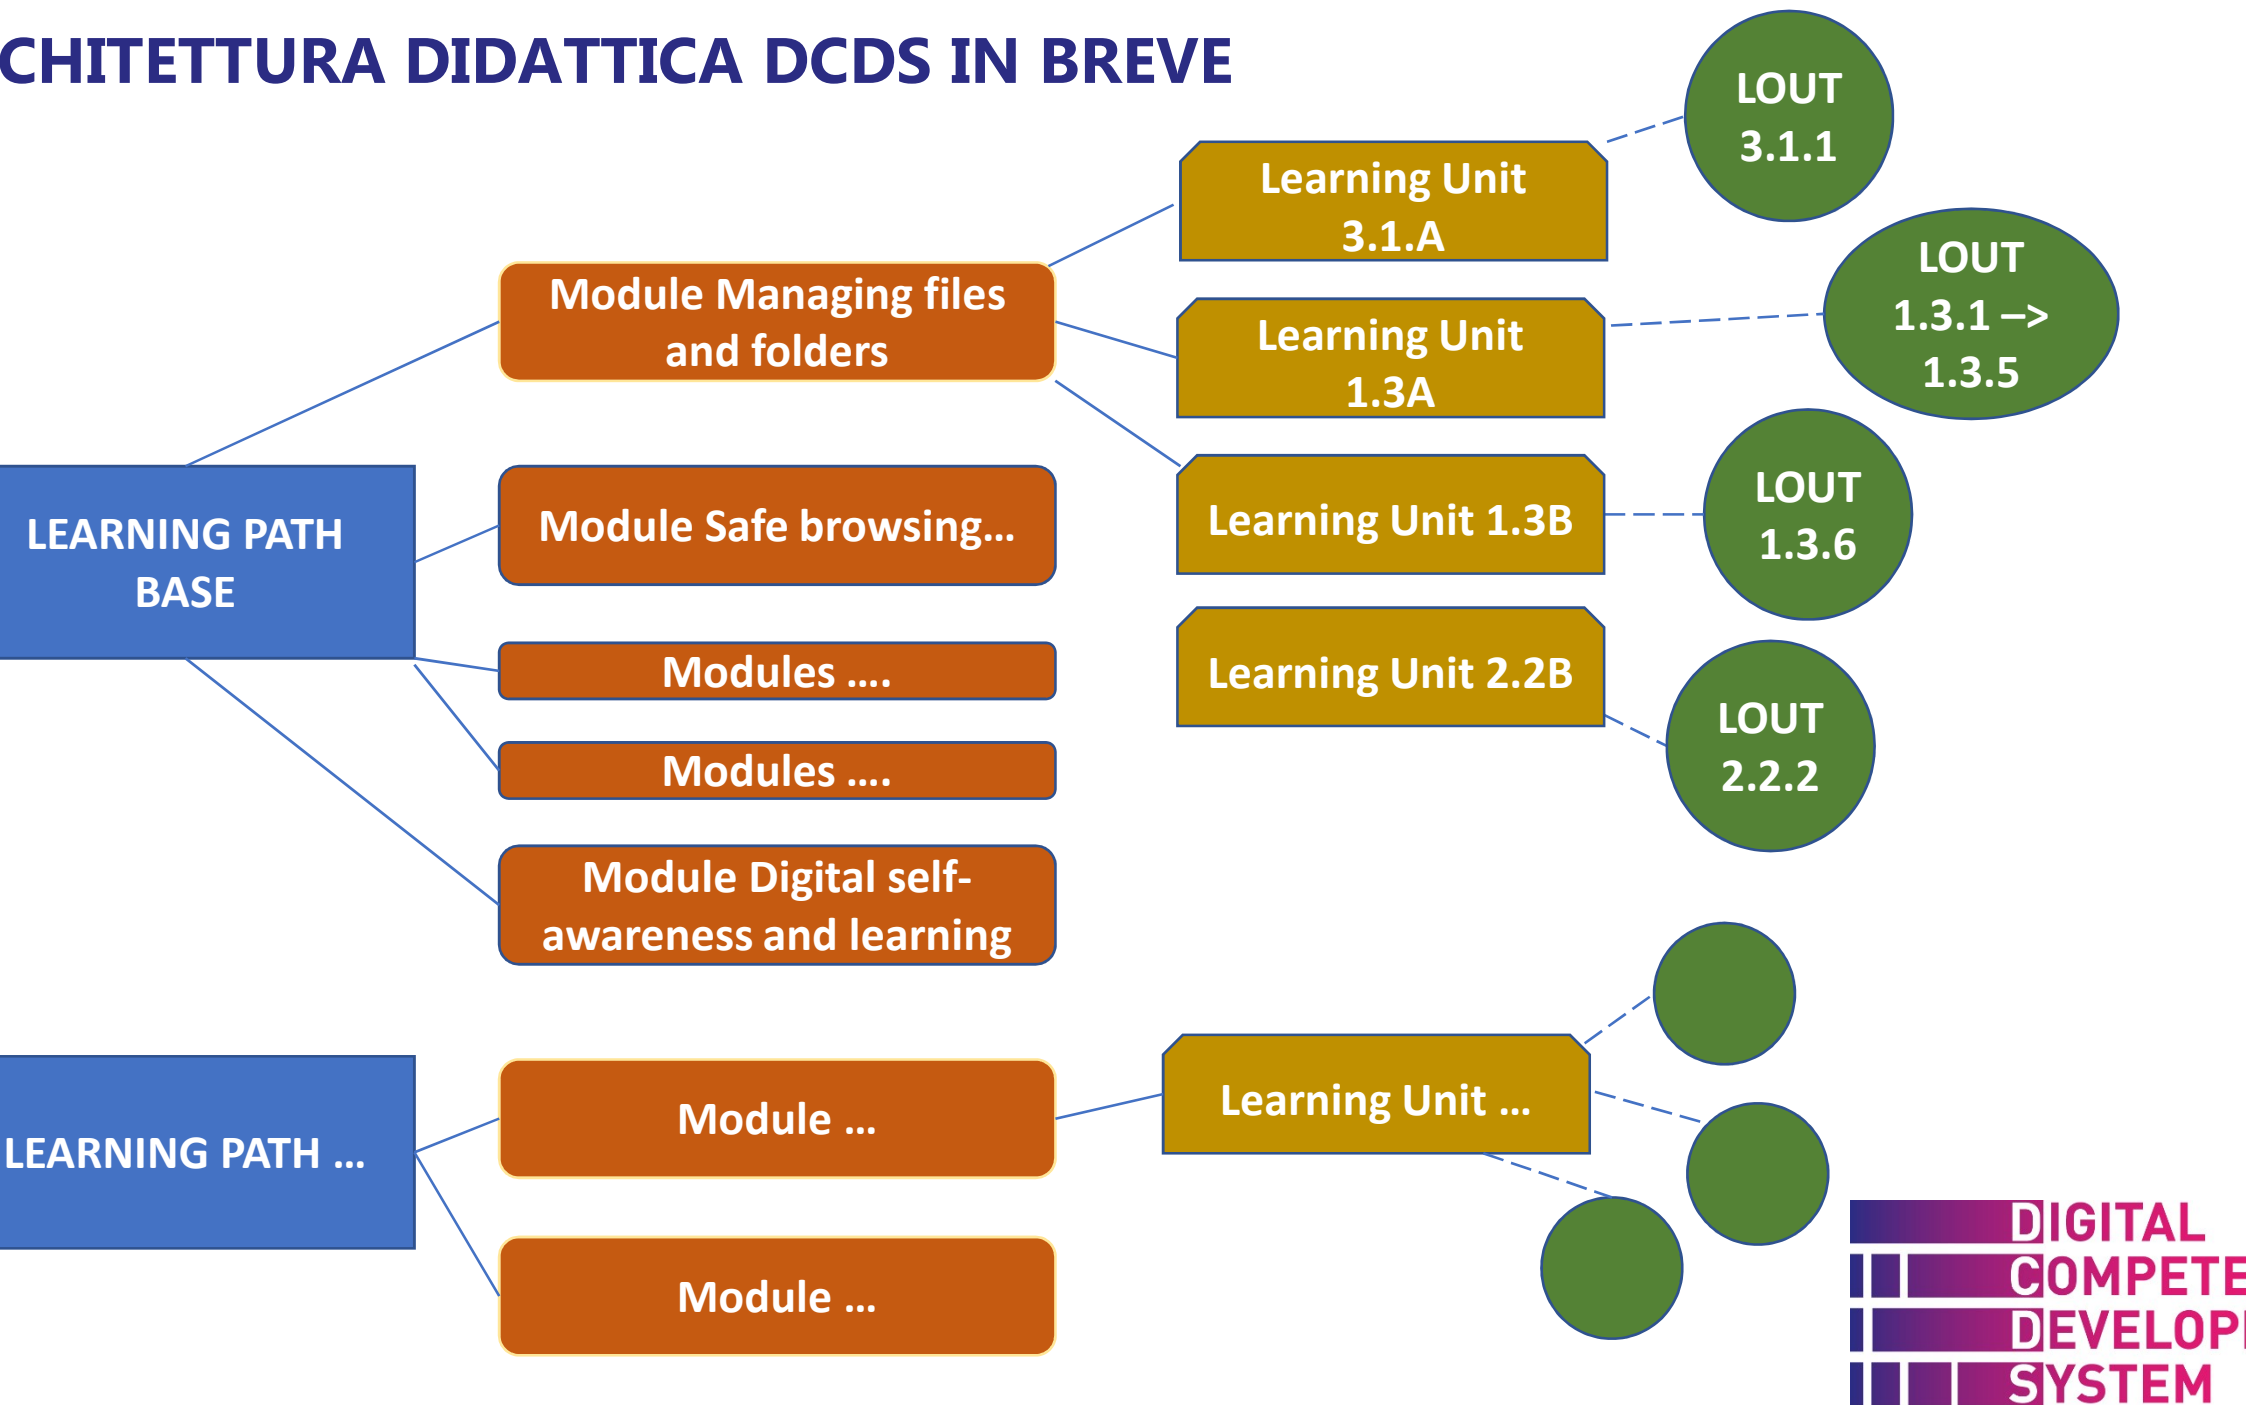 CHITETTURA DIDATTICA DCDS IN BREVE
LOUT
3.1.1
Learning Unit
3.1.A
LOUT
1.3.1 –>
1.3.5
Module Managing files
and folders
Learning Unit
1.3A
LEARNING PATH
BASE
Module Safe browsing...
Learning Unit 1.3B
LOUT
1.3.6
Modules ....
Learning Unit 2.2B
LOUT
2.2.2
Modules ....
Module Digital self-
awareness and learning
LEARNING PATH ...
Module ...
Learning Unit ...
Module ...
DIGITAL
COMPETE
DEVELOP
SYSTEM